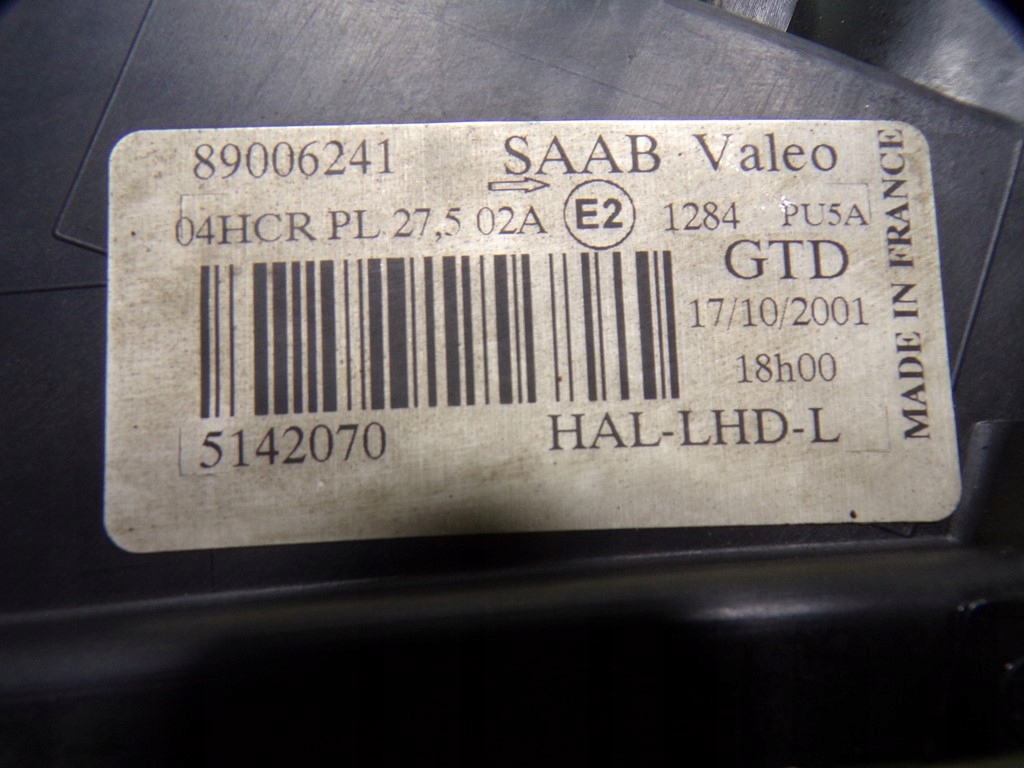 89006241 SAAB Valeo
04HCR PL 27,5 02A E2 1284 PU5A
GTD
17/10/2001
18h00
5142070 HAL-LHD-L
MADE IN FRANCE